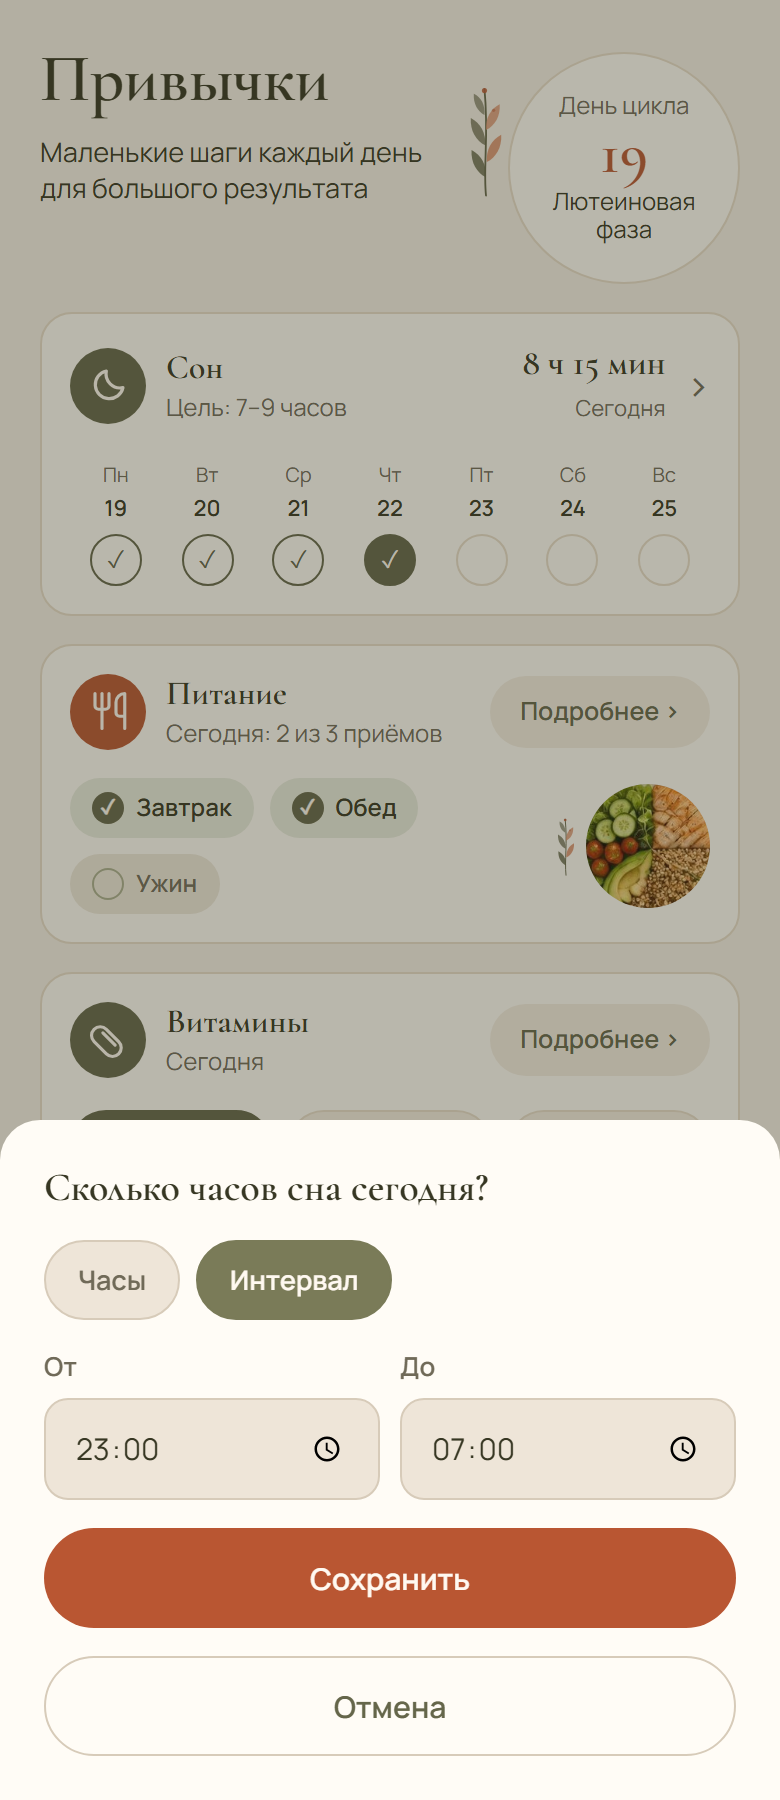 Привычки
Маленькие шаги каждый день
для большого результата
День цикла
19
Лютеиновая
фаза
Сон
Цель: 7–9 часов
8 ч 15 мин
Сегодня
Пн Вт Ср Чт Пт Сб Вс
19 20 21 22 23 24 25
Питание
Сегодня: 2 из 3 приёмов
Подробнее ›
Завтрак
Обед
Ужин
Витамины
Сегодня
Подробнее ›
Сколько часов сна сегодня?
Часы
Интервал
От
До
23:00
07:00
Сохранить
Отмена